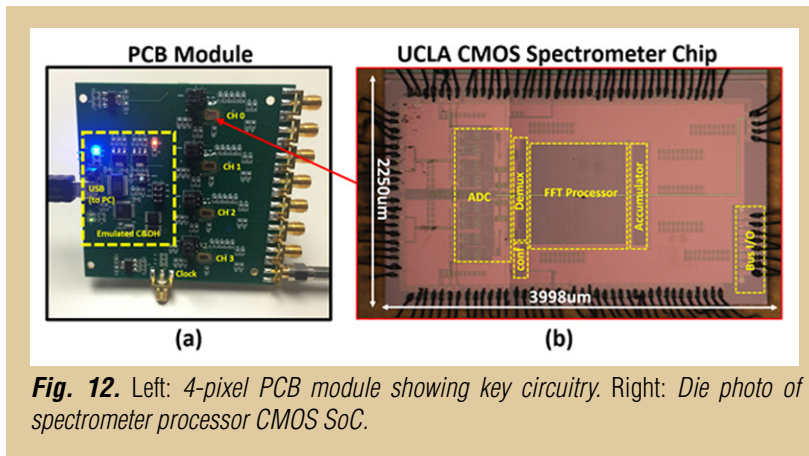 PCB Module
UCLA CMOS Spectrometer Chip
CH 0
CH 1
CH 2
CH 3
USB
(to PC)
Emulated C&DH
Clock
2250um
ADC
Demux
conf
FFT Processor
Accumulator
Bus I/O
3998um
(a)
(b)
Fig. 12. Left: 4-pixel PCB module showing key circuitry. Right: Die photo of
spectrometer processor CMOS SoC.